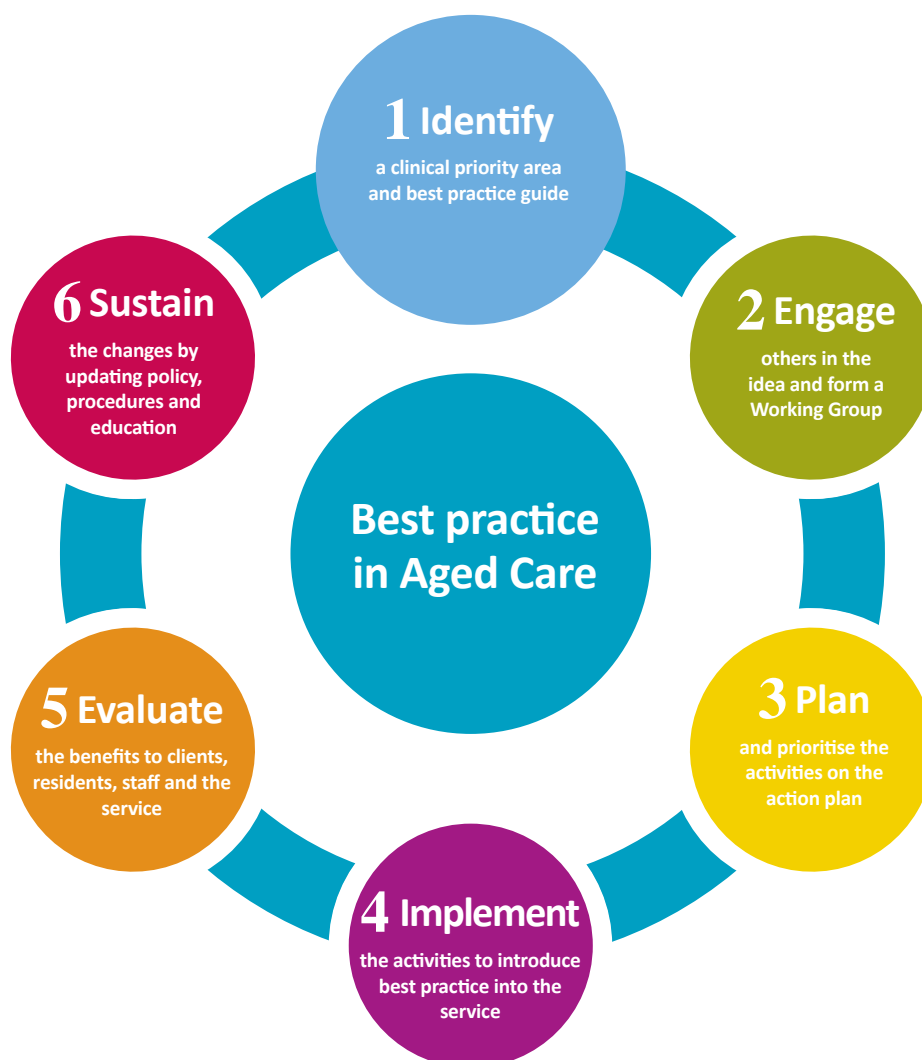 1 Identify
a clinical priority area
and best practice guide
2 Engage
others in the
idea and form a
Working Group
3 Plan
and prioritise the
activities on the
action plan
4 Implement
the activities to introduce
best practice into the
service
5 Evaluate
the benefits to clients,
residents, staff and the
service
6 Sustain
the changes by
updating policy,
procedures and
education
Best practice
in Aged Care